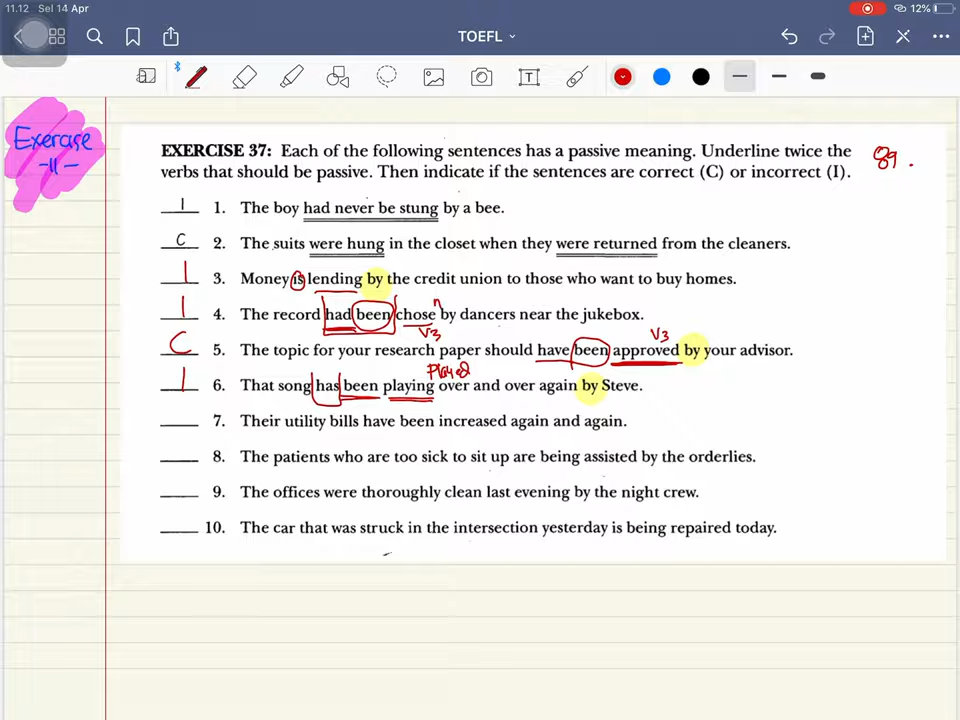 11.12 Sel 14 Apr
12%
TOEFL
Exercise
-11-
EXERCISE 37: Each of the following sentences has a passive meaning. Underline twice the
verbs that should be passive. Then indicate if the sentences are correct (C) or incorrect (I).
89.
I 1. The boy had never be stung by a bee.
C 2. The suits were hung in the closet when they were returned from the cleaners.
I 3. Money is lending by the credit union to those who want to buy homes.
I 4. The record had been chose n by dancers near the jukebox.
V3
V3
C 5. The topic for your research paper should have been approved by your advisor.
Played
I 6. That song has been playing over and over again by Steve.
7. Their utility bills have been increased again and again.
8. The patients who are too sick to sit up are being assisted by the orderlies.
9. The offices were thoroughly clean last evening by the night crew.
10. The car that was struck in the intersection yesterday is being repaired today.